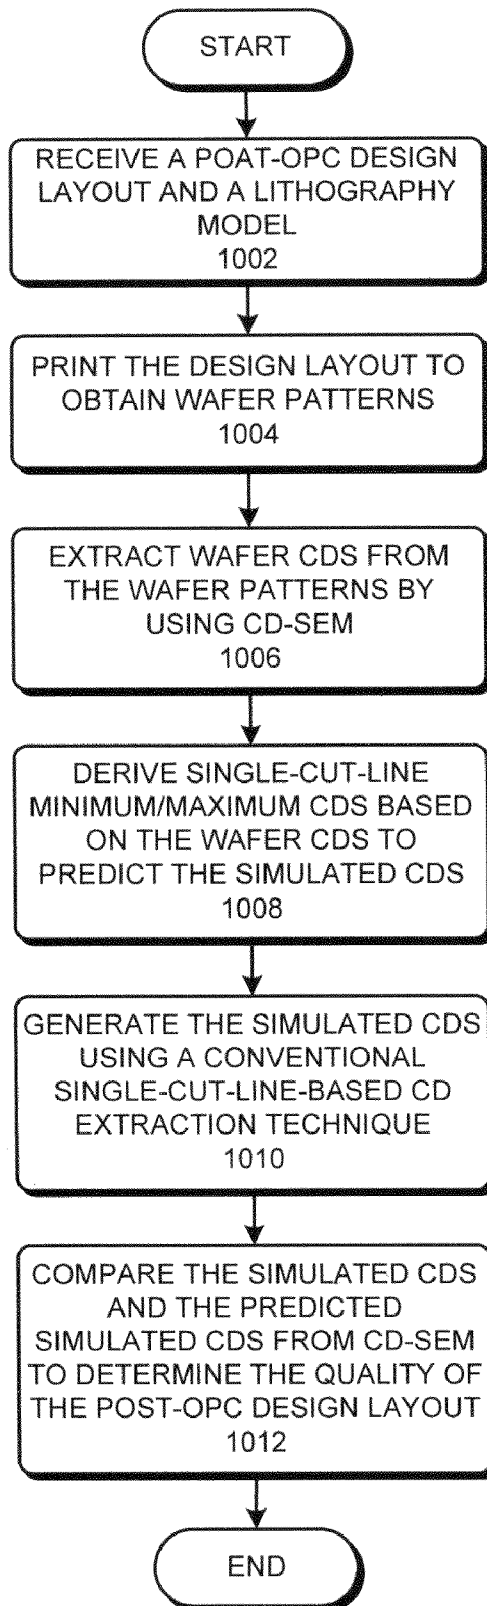 START
RECEIVE A POAT-OPC DESIGN
LAYOUT AND A LITHOGRAPHY
MODEL
1002
PRINT THE DESIGN LAYOUT TO
OBTAIN WAFER PATTERNS
1004
EXTRACT WAFER CDS FROM
THE WAFER PATTERNS BY
USING CD-SEM
1006
DERIVE SINGLE-CUT-LINE
MINIMUM/MAXIMUM CDS BASED
ON THE WAFER CDS TO
PREDICT THE SIMULATED CDS
1008
GENERATE THE SIMULATED CDS
USING A CONVENTIONAL
SINGLE-CUT-LINE-BASED CD
EXTRACTION TECHNIQUE
1010
COMPARE THE SIMULATED CDS
AND THE PREDICTED
SIMULATED CDS FROM CD-SEM
TO DETERMINE THE QUALITY OF
THE POST-OPC DESIGN LAYOUT
1012
END